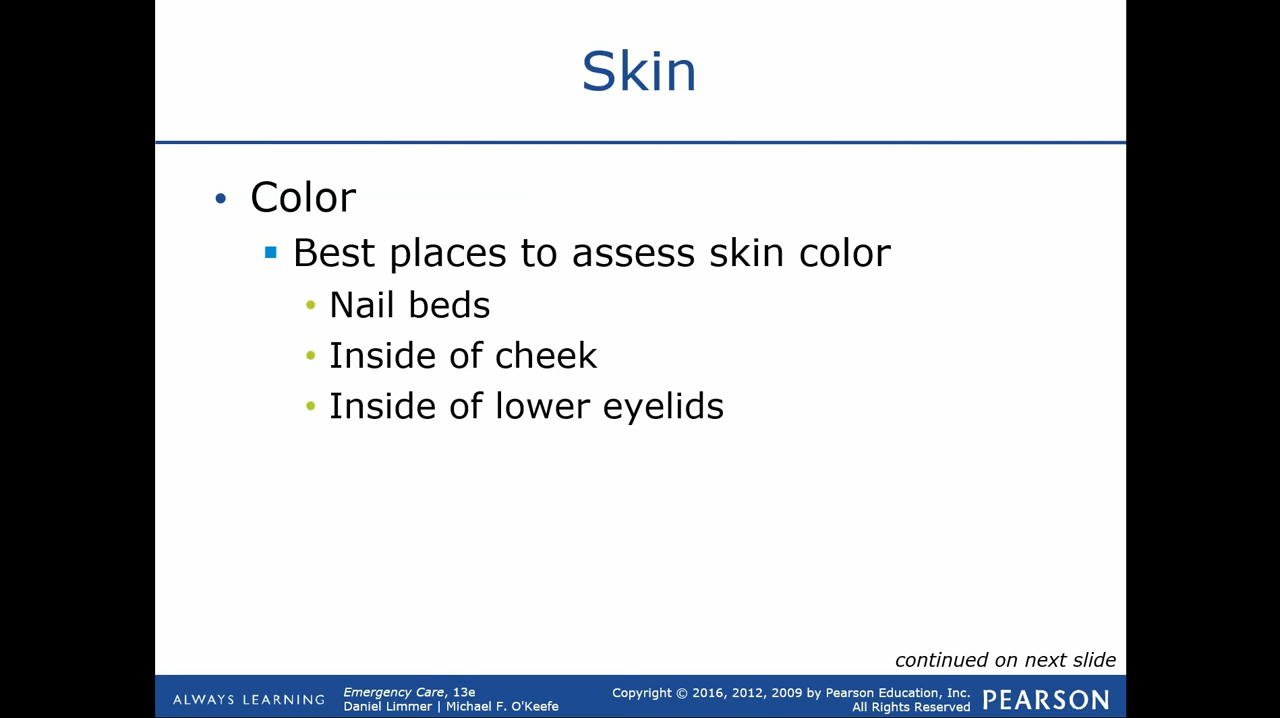 Skin
• Color
▪ Best places to assess skin color
• Nail beds
• Inside of cheek
• Inside of lower eyelids
continued on next slide
ALWAYS LEARNING
Emergency Care, 13e
Daniel Limmer | Michael F. O'Keefe
Copyright © 2016, 2012, 2009 by Pearson Education, Inc.
All Rights Reserved
PEARSON